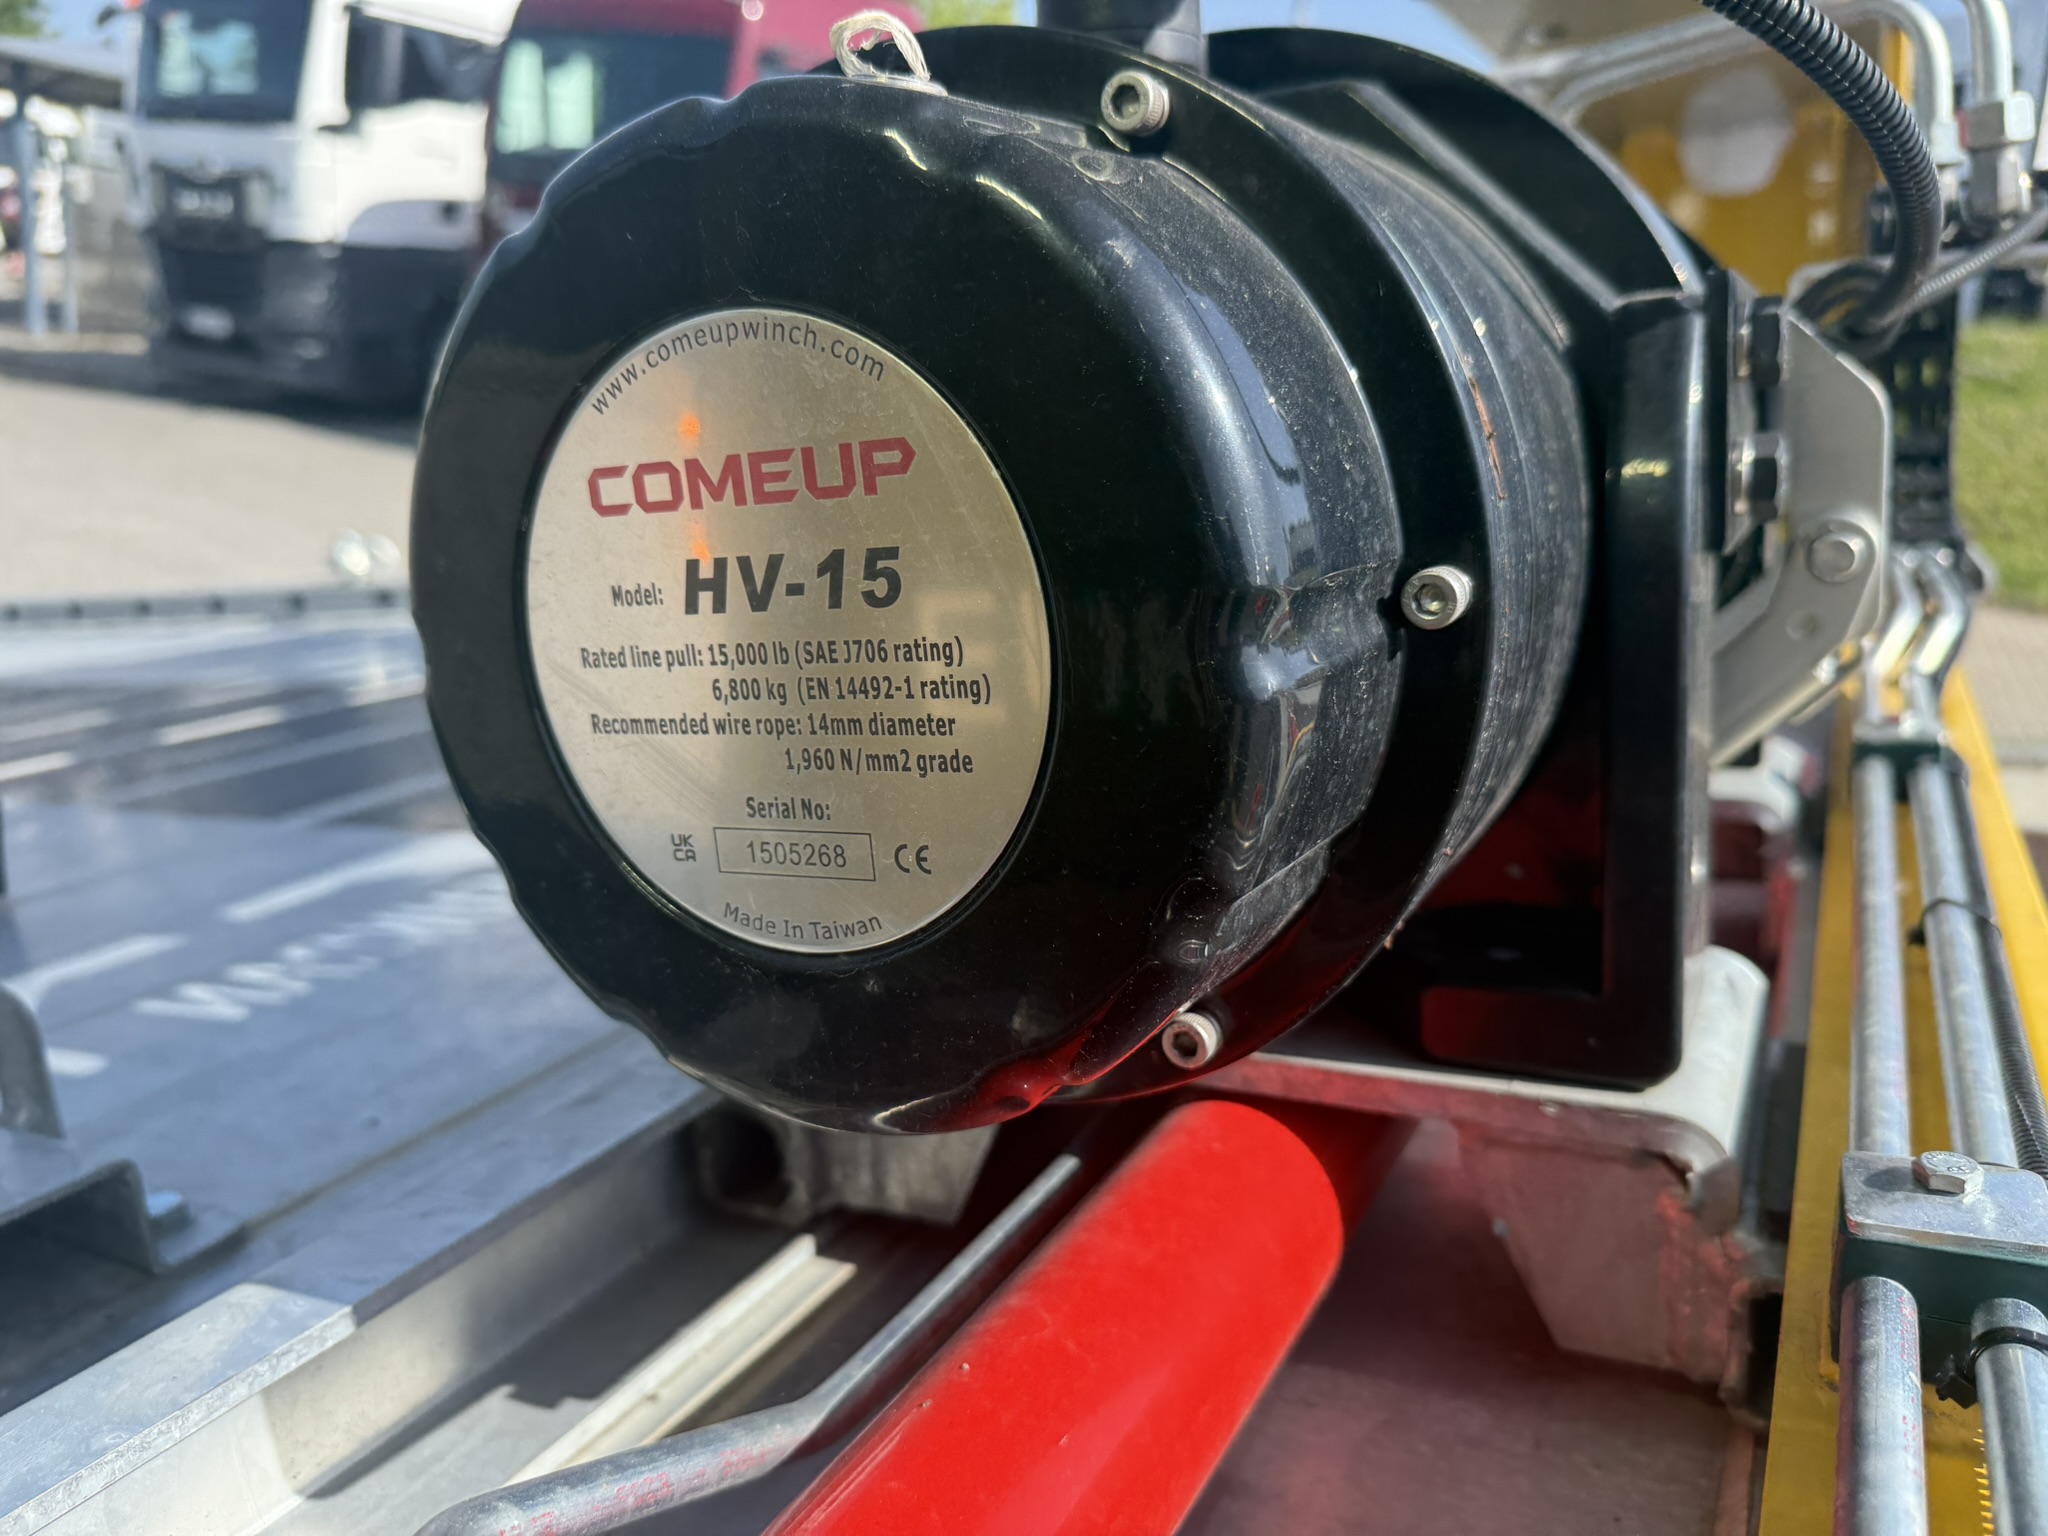 www.comeupwinch.com
COMEUP
Model: HV-15
Rated line pull: 15,000 lb (SAE J706 rating)
6,800 kg (EN 14492-1 rating)
Recommended wire rope: 14mm diameter
1,960 N/mm2 grade
Serial No:
UK
CA
1505268
CE
Made In Taiwan